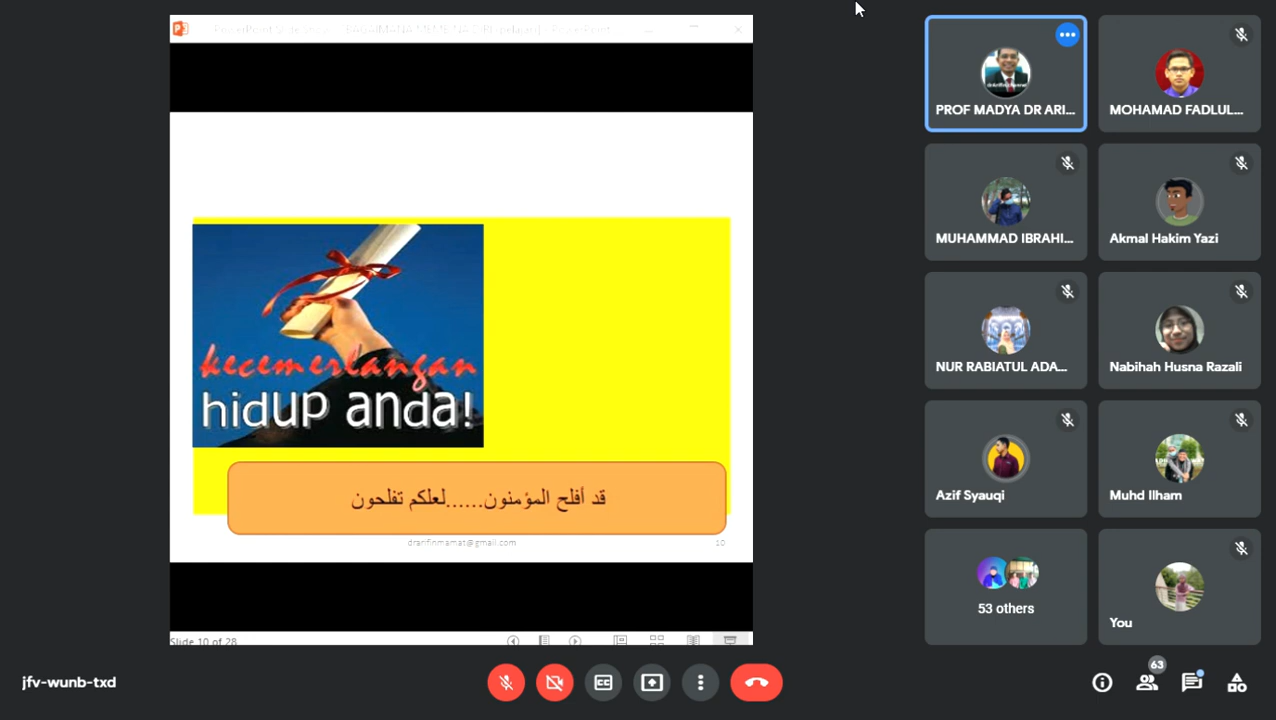 kecemerlangan
hidup anda!
قد أفلح المؤمنون......لعلكم تفلحون
drarifinmamat@gmail.com
10
Slide 10 of 28
PROF MADYA DR ARI...
MOHAMAD FADLUL...
MUHAMMAD IBRAHI...
Akmal Hakim Yazi
NUR RABIATUL ADA...
Nabihah Husna Razali
Azif Syauqi
Muhd Ilham
53 others
You
jfv-wunb-txd
CC
63